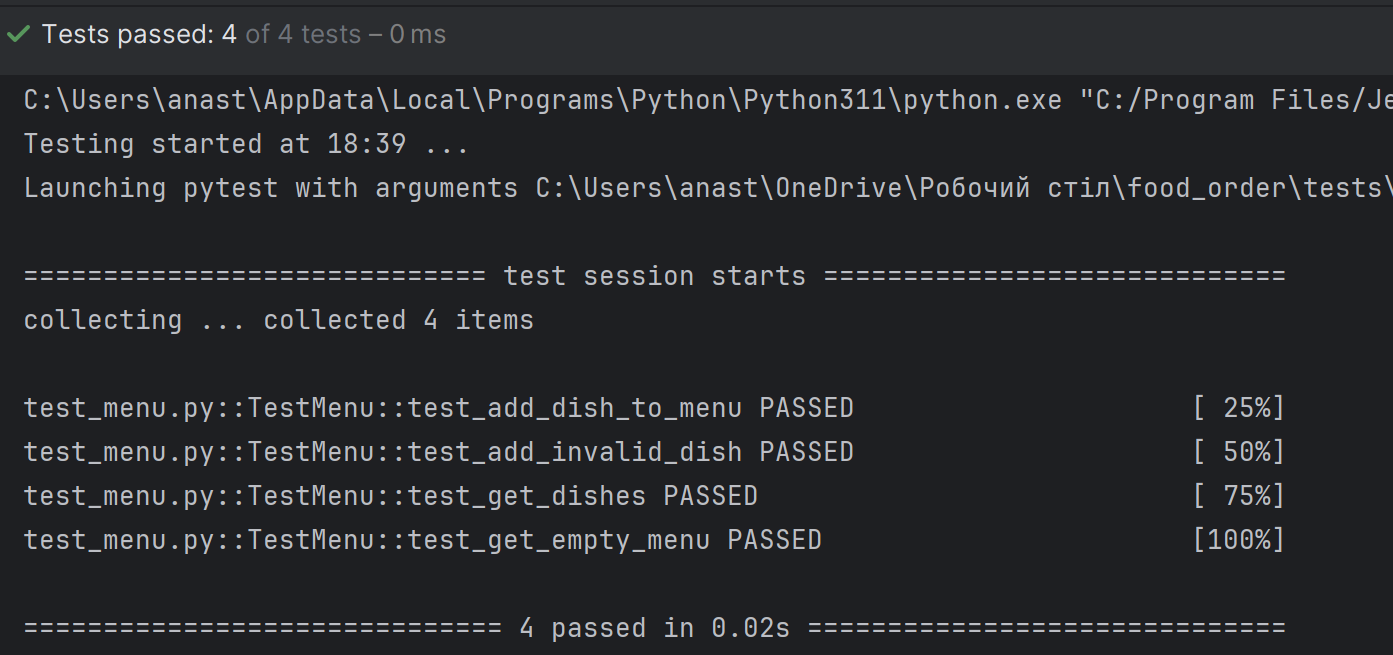 Tests passed: 4 of 4 tests – 0 ms
C:\Users\anast\AppData\Local\Programs\Python\Python311\python.exe "C:/Program Files/Je
Testing started at 18:39 ...
Launching pytest with arguments C:\Users\anast\OneDrive\Робочий стіл\food_order\tests\
============================= test session starts =============================
collecting ... collected 4 items
test_menu.py::TestMenu::test_add_dish_to_menu PASSED [ 25%]
test_menu.py::TestMenu::test_add_invalid_dish PASSED [ 50%]
test_menu.py::TestMenu::test_get_dishes PASSED [ 75%]
test_menu.py::TestMenu::test_get_empty_menu PASSED [100%]
============================== 4 passed in 0.02s ==============================